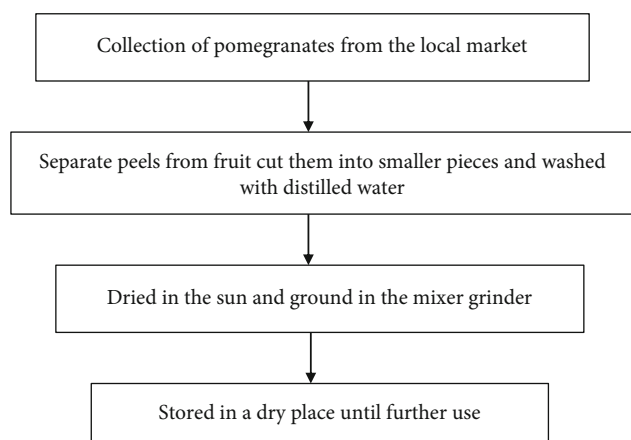 Collection of pomegranates from the local market
Separate peels from fruit cut them into smaller pieces and washed
with distilled water
Dried in the sun and ground in the mixer grinder
Stored in a dry place until further use